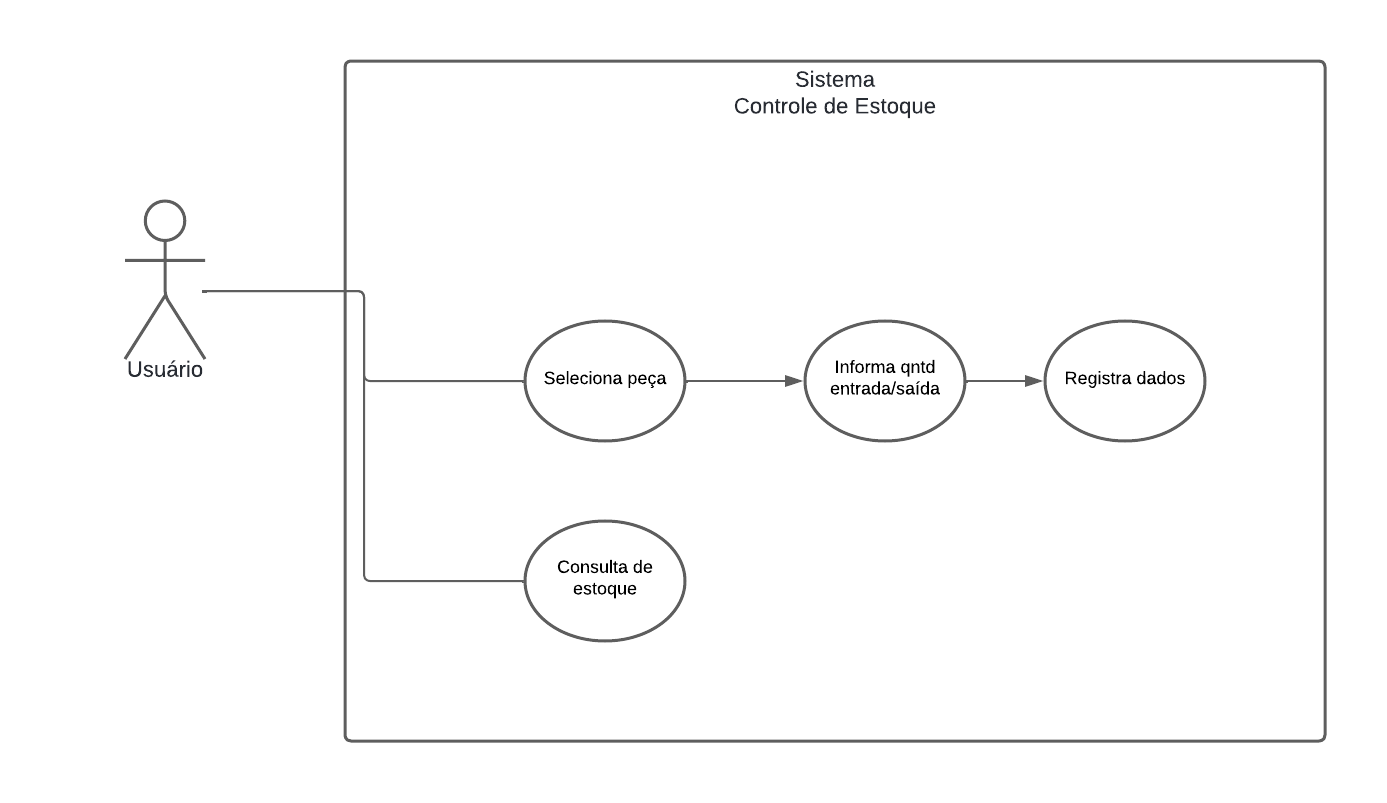 Sistema
Controle de Estoque
Usuário
Seleciona peça
Informa qntd
entrada/saída
Registra dados
Consulta de
estoque